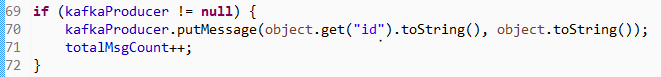 69 if (kafkaProducer != null) {
70     kafkaProducer.putMessage(object.get("id").toString(), object.toString());
71     totalMsgCount++;
72 }